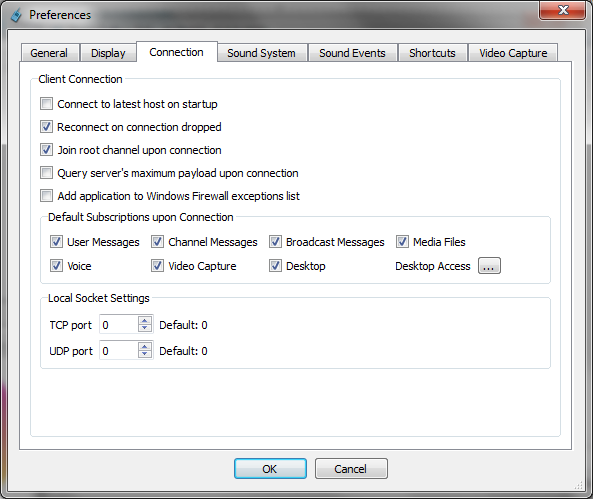 Preferences
General Display Connection Sound System Sound Events Shortcuts Video Capture
Client Connection
Connect to latest host on startup
Reconnect on connection dropped
Join root channel upon connection
Query server's maximum payload upon connection
Add application to Windows Firewall exceptions list
Default Subscriptions upon Connection
User Messages Channel Messages Broadcast Messages Media Files
Voice Video Capture Desktop Desktop Access ...
Local Socket Settings
TCP port 0 Default: 0
UDP port 0 Default: 0
OK Cancel